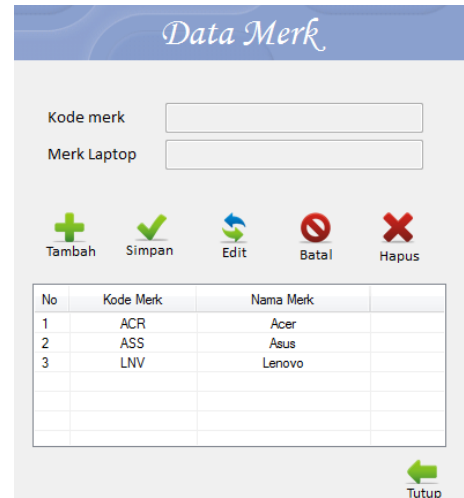 Data Merk
Kode merk
Merk Laptop
Tambah Simpan Edit Batal Hapus
No Kode Merk Nama Merk
1 ACR Acer
2 ASS Asus
3 LNV Lenovo
Tutup